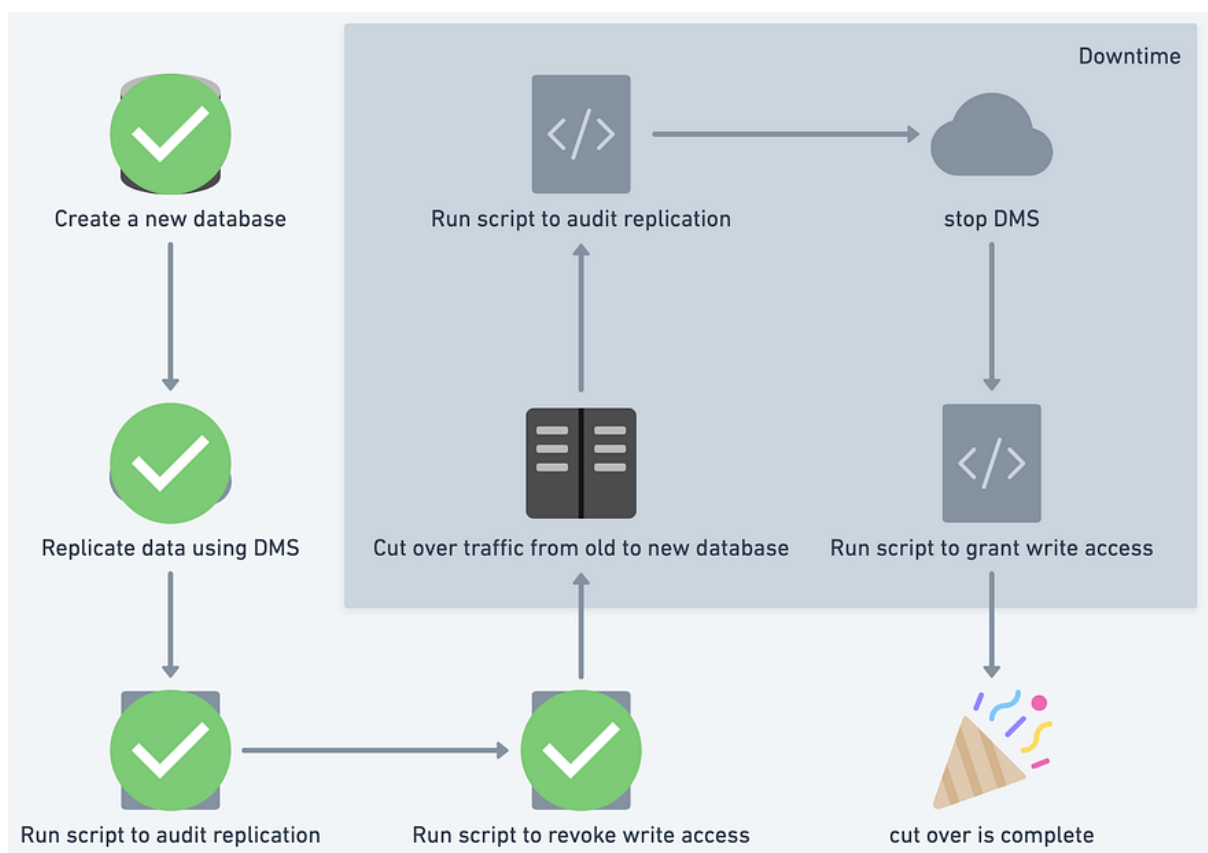 Downtime
Create a new database
Run script to audit replication
stop DMS
Replicate data using DMS
Cut over traffic from old to new database
Run script to grant write access
Run script to audit replication
Run script to revoke write access
cut over is complete